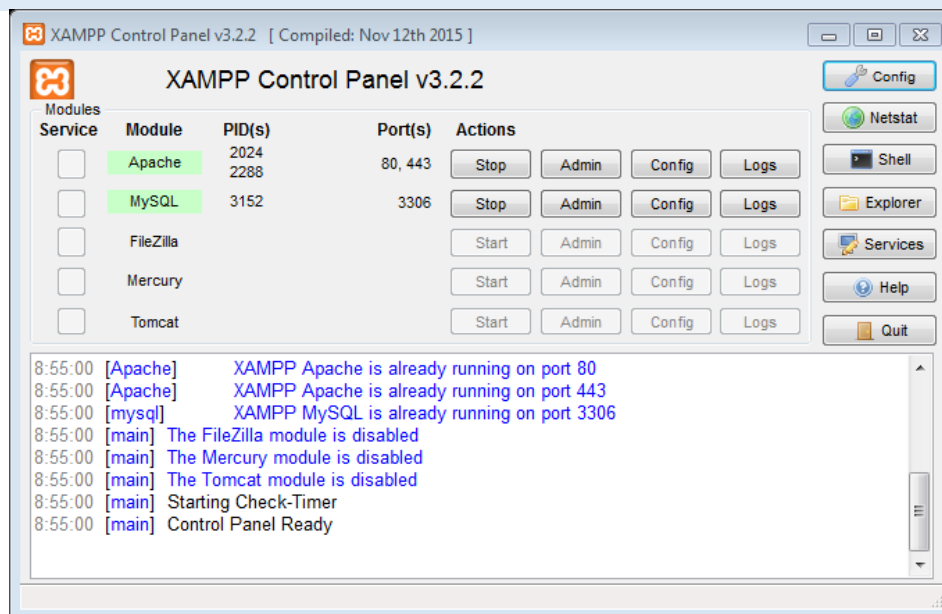 XAMPP Control Panel v3.2.2 [ Compiled: Nov 12th 2015 ]
XAMPP Control Panel v3.2.2
Config
Modules
Service Module PID(s) Port(s) Actions
Netstat
Apache 2024 2288 80, 443 Stop Admin Config Logs
Shell
MySQL 3152 3306 Stop Admin Config Logs
Explorer
FileZilla Start Admin Config Logs
Services
Mercury Start Admin Config Logs
Help
Tomcat Start Admin Config Logs
Quit
8:55:00 [Apache] XAMPP Apache is already running on port 80
8:55:00 [Apache] XAMPP Apache is already running on port 443
8:55:00 [mysql] XAMPP MySQL is already running on port 3306
8:55:00 [main] The FileZilla module is disabled
8:55:00 [main] The Mercury module is disabled
8:55:00 [main] The Tomcat module is disabled
8:55:00 [main] Starting Check-Timer
8:55:00 [main] Control Panel Ready